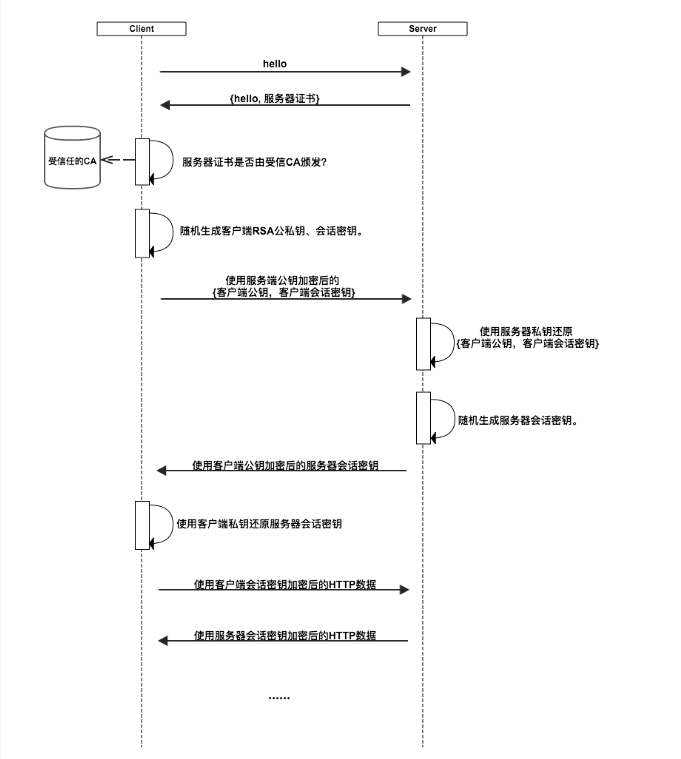 Client
Server
hello
{hello, 服务器证书}
受信任的CA
服务器证书是否由受信CA颁发?
随机生成客户端RSA公私钥、会话密钥。
使用服务端公钥加密后的
{客户端公钥，客户端会话密钥}
使用服务器私钥还原
{客户端公钥，客户端会话密钥}
随机生成服务器会话密钥。
使用客户端公钥加密后的服务器会话密钥
使用客户端私钥还原服务器会话密钥
使用客户端会话密钥加密后的HTTP数据
使用服务器会话密钥加密后的HTTP数据
......